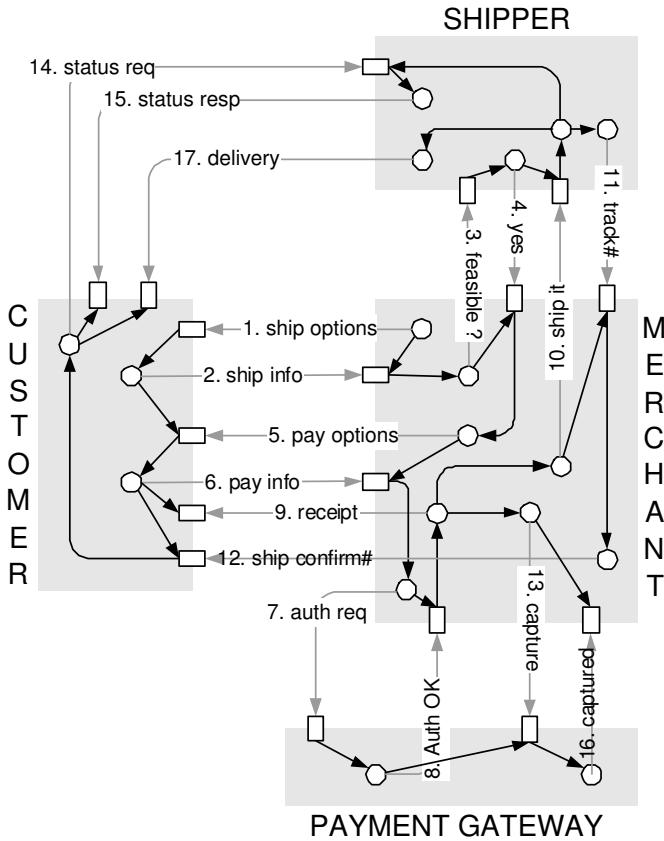 SHIPPER
14. status req
15. status resp
17. delivery
11. track#
4. yes
3. feasible ?
10. ship it
CUSTOMER
MERCHANT
1. ship options
2. ship info
5. pay options
6. pay info
9. receipt
12. ship confirm#
7. auth req
13. capture
8. Auth OK
16. captured
PAYMENT GATEWAY